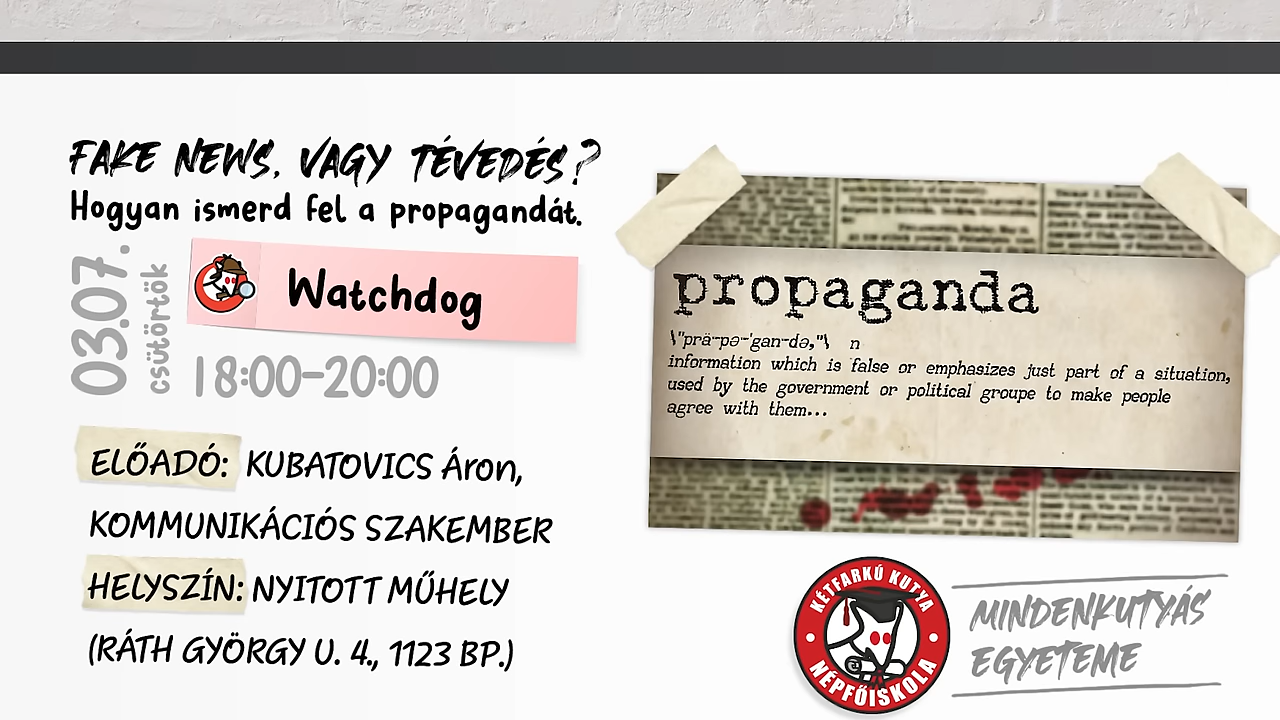 FAKE NEWS, VAGY TÉVEDÉS?
Hogyan ismerd fel a propagandát.
03.07.
csütörtök
Watchdog
18:00-20:00
ELŐADÓ: KUBATOVICS Áron,
KOMMUNIKÁCIÓS SZAKEMBER
HELYSZÍN: NYITOTT MŰHELY
(RÁTH GYÖRGY U. 4., 1123 BP.)
propaganda
\"prä-pə-'gan-də,"\ n
information which is false or emphasizes just part of a situation,
used by the government or political groupe to make people
agree with them...
KÉTFARKÚ KUTYA
NÉPFŐISKOLA
MINDENKUTYÁS
EGYETEME